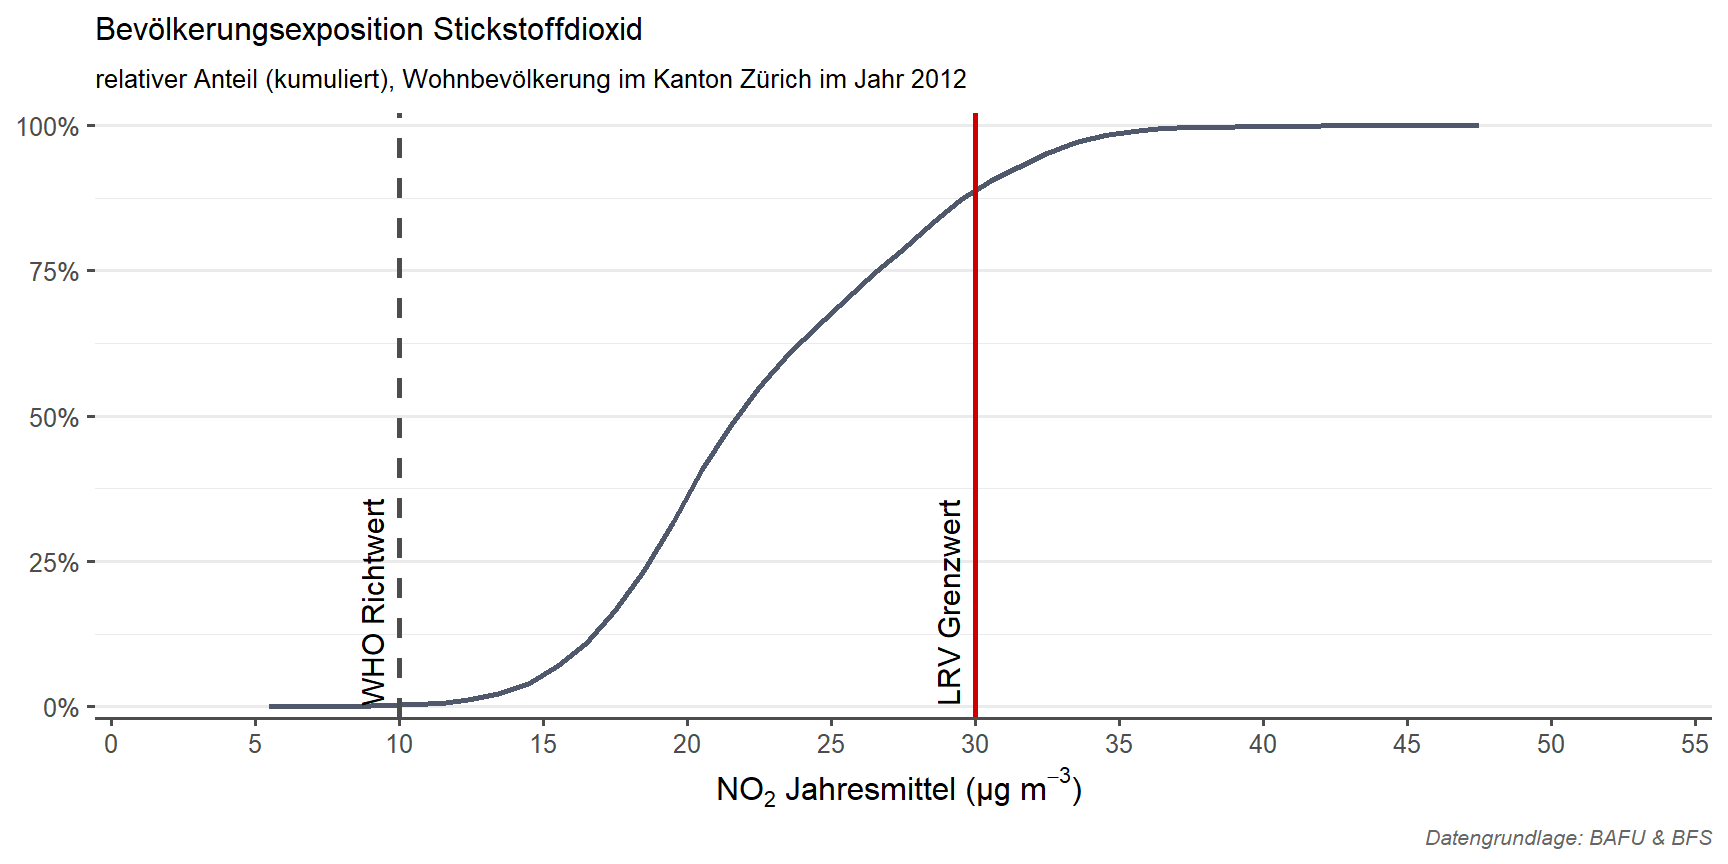 Bevölkerungsexposition Stickstoffdioxid
relativer Anteil (kumuliert), Wohnbevölkerung im Kanton Zürich im Jahr 2012
100%
75%
50%
25%
0%
WHO Richtwert
LRV Grenzwert
0 5 10 15 20 25 30 35 40 45 50 55
NO₂ Jahresmittel (µg m⁻³)
Datengrundlage: BAFU & BFS